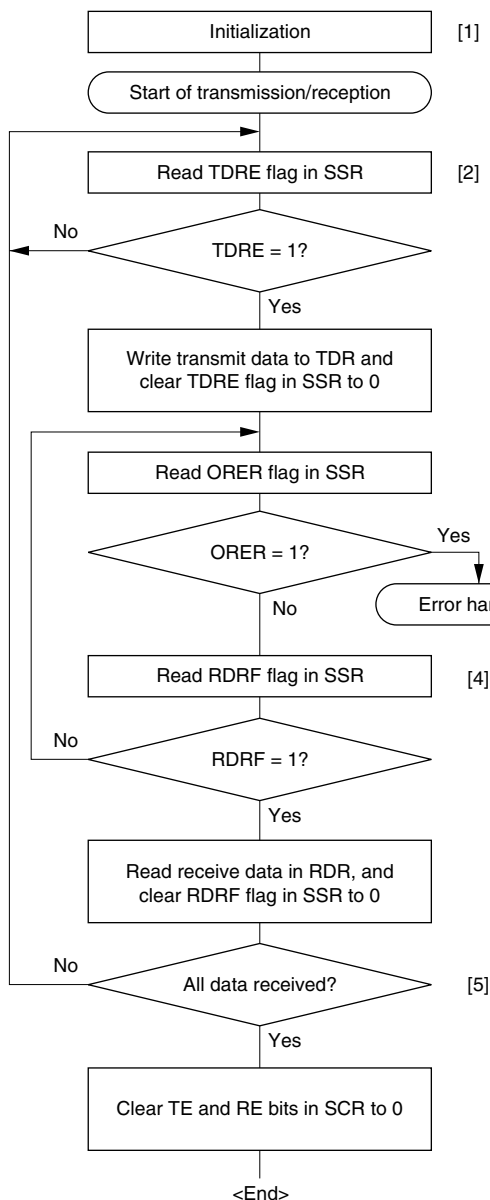 Initialization
[1]
Start of transmission/reception
Read TDRE flag in SSR
[2]
No
TDRE = 1?
Yes
Write transmit data to TDR and
clear TDRE flag in SSR to 0
Read ORER flag in SSR
Yes
ORER = 1?
Error
No
Read RDRF flag in SSR
[4]
No
RDRF = 1?
Yes
Read receive data in RDR, and
clear RDRF flag in SSR to 0
No
All data received?
[5]
Yes
Clear TE and RE bits in SCR to 0
<End>